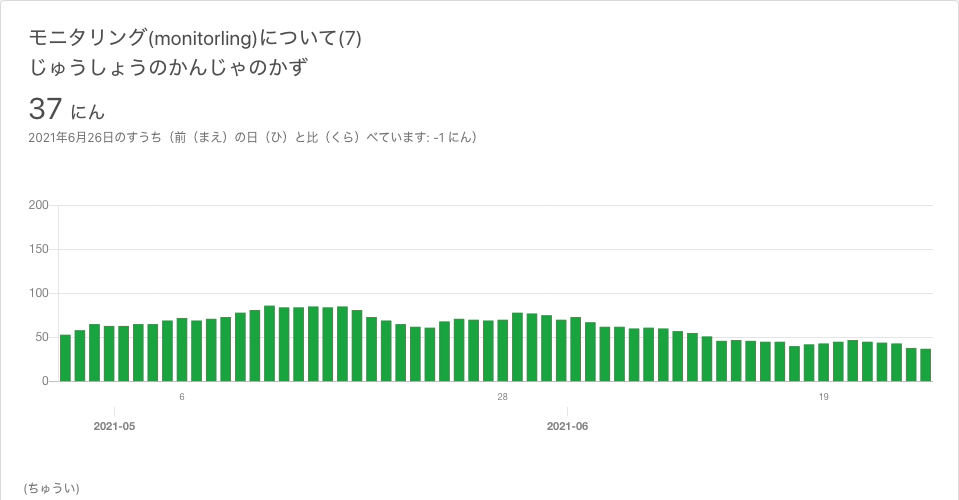 モニタリング(monitorling)について(7)
じゅうしょうのかんじゃのかず
37 にん
2021年6月26日のすうち（前（まえ）の日（ひ）と比（くら）べています: -1 にん）
200
150
100
50
0
6 28 19
2021-05 2021-06
(ちゅうい)